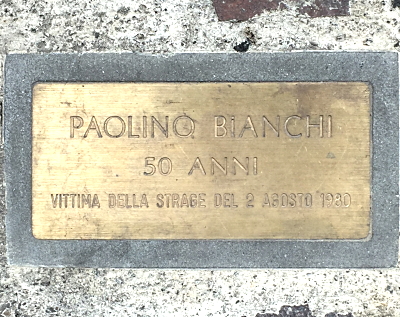 PAOLINO BIANCHI
50 ANNI
VITTIMA DELLA STRAGE DEL 2 AGOSTO 1980